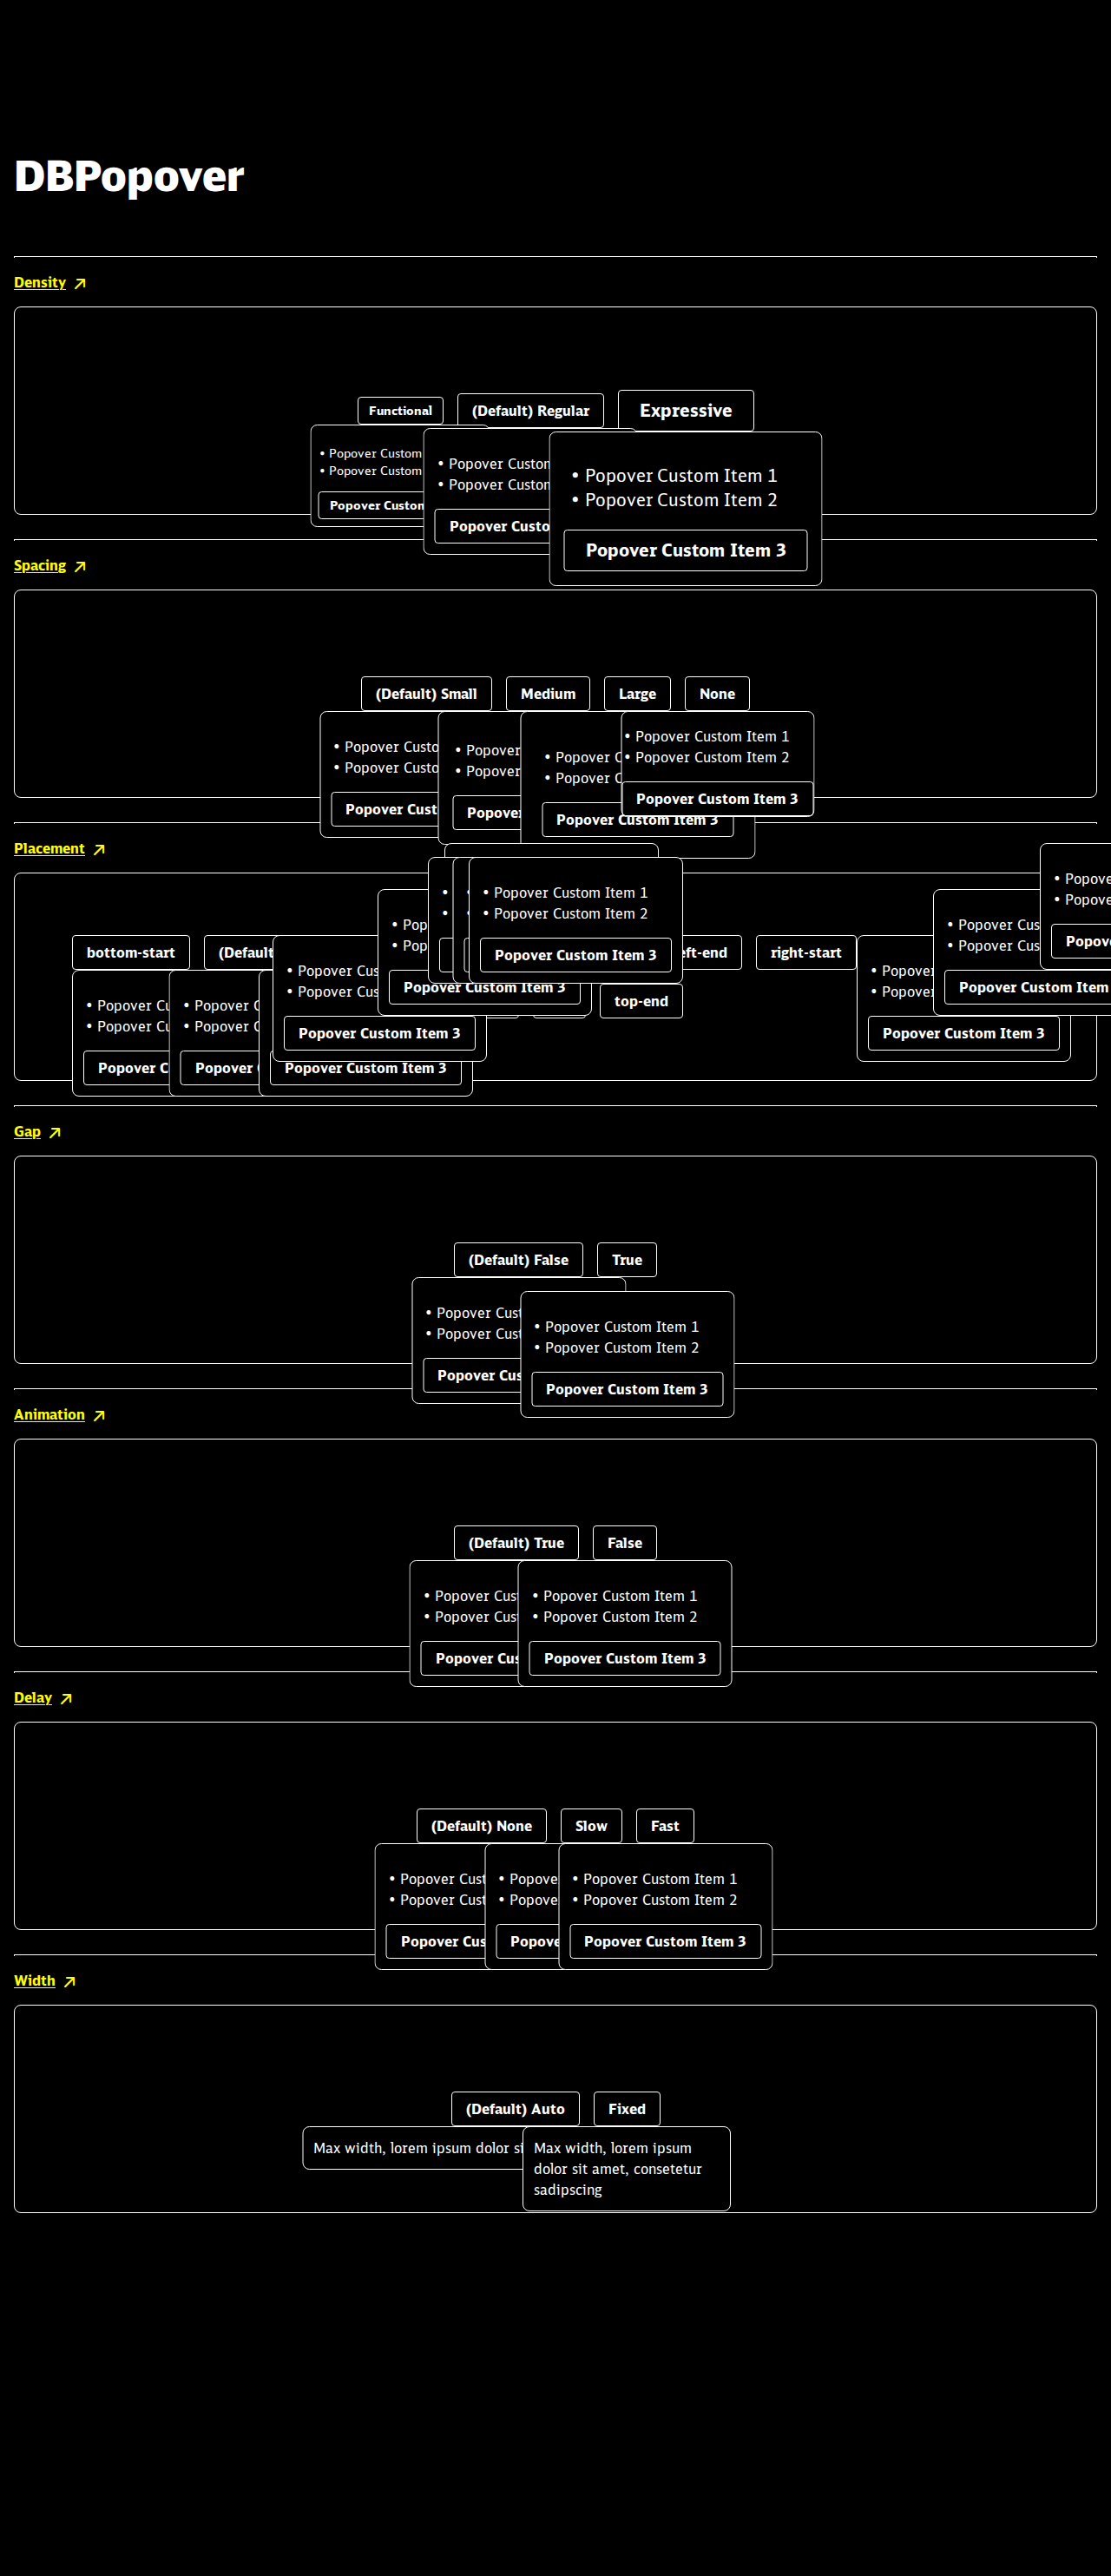 DBPopover
Density
Functional
(Default) Regular
Expressive
• Popover Custom
• Popover Custom
Popover Custom
• Popover Custom
• Popover Custom
Popover Custo
• Popover Custom Item 1
• Popover Custom Item 2
Popover Custom Item 3
Spacing
(Default) Small
Medium
Large
None
• Popover Custo
• Popover Custo
Popover Cust
• Popover
• Popover
Popover
• Popover C
• Popover C
Popover Custom Item 3
• Popover Custom Item 1
• Popover Custom Item 2
Popover Custom Item 3
Placement
bottom-start
(Default
eft-end
right-start
top-end
• Popover Cu
• Popover Cu
Popover C
• Popover C
• Popover C
Popover
Popover Custom Item 3
• Popover Cus
• Popover Cus
Popover Custom Item 3
• Pop
• Pop
Popover Custom Item 3
• Popover Custom Item 1
• Popover Custom Item 2
Popover Custom Item 3
• Popover
• Popover
Popover Custom Item 3
• Popover Cus
• Popover Cus
Popover Custom Item
• Popove
• Popove
Popov
Gap
(Default) False
True
• Popover Cust
• Popover Cust
Popover Cus
• Popover Custom Item 1
• Popover Custom Item 2
Popover Custom Item 3
Animation
(Default) True
False
• Popover Cus
• Popover Cus
Popover Cus
• Popover Custom Item 1
• Popover Custom Item 2
Popover Custom Item 3
Delay
(Default) None
Slow
Fast
• Popover Cust
• Popover Cust
Popover Cus
• Popove
• Popove
Popove
• Popover Custom Item 1
• Popover Custom Item 2
Popover Custom Item 3
Width
(Default) Auto
Fixed
Max width, lorem ipsum dolor si
Max width, lorem ipsum
dolor sit amet, consetetur
sadipscing